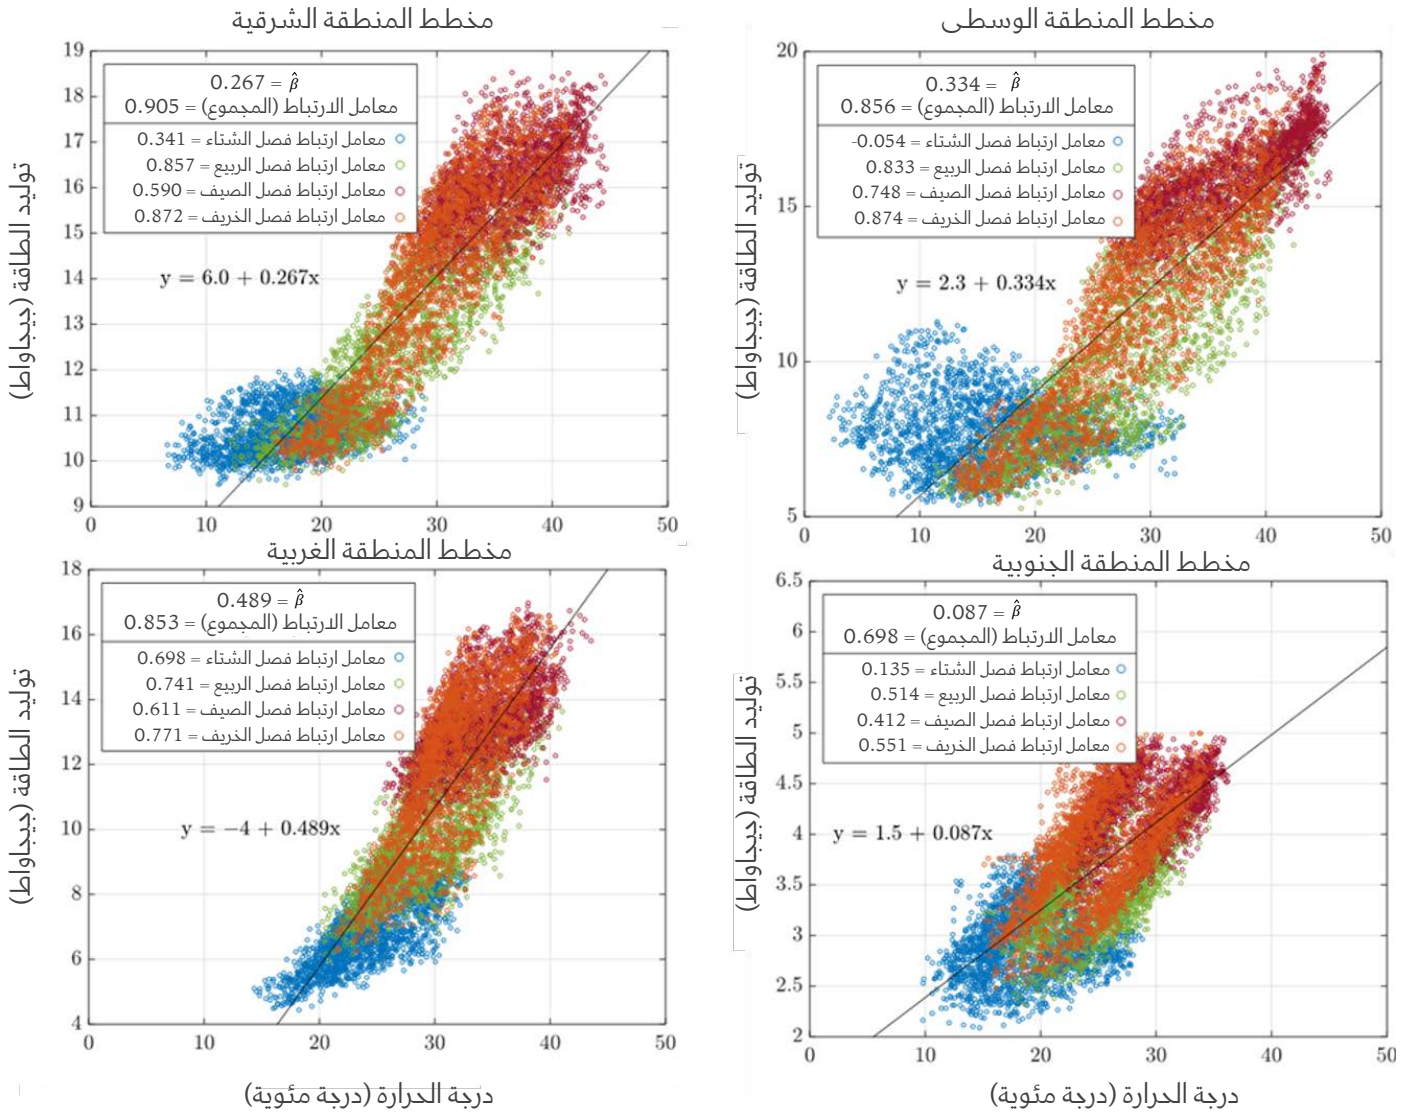 مخطط المنطقة الشرقية
0.267 = β̂
معامل الارتباط (المجموع) = 0.905
معامل ارتباط فصل الشتاء = 0.341
معامل ارتباط فصل الربيع = 0.857
معامل ارتباط فصل الصيف = 0.590
معامل ارتباط فصل الخريف = 0.872
y = 6.0 + 0.267x
توليد الطاقة (جيجاواط)
19
18
17
16
15
14
13
12
11
10
9
0 10 20 30 40 50
مخطط المنطقة الوسطى
0.334 = β̂
معامل الارتباط (المجموع) = 0.856
معامل ارتباط فصل الشتاء = 0.054-
معامل ارتباط فصل الربيع = 0.833
معامل ارتباط فصل الصيف = 0.748
معامل ارتباط فصل الخريف = 0.874
y = 2.3 + 0.334x
توليد الطاقة (جيجاواط)
20
15
10
5
0 10 20 30 40 50
مخطط المنطقة الغربية
0.489 = β̂
معامل الارتباط (المجموع) = 0.853
معامل ارتباط فصل الشتاء = 0.698
معامل ارتباط فصل الربيع = 0.741
معامل ارتباط فصل الصيف = 0.611
معامل ارتباط فصل الخريف = 0.771
y = −4 + 0.489x
توليد الطاقة (جيجاواط)
18
16
14
12
10
8
6
4
0 10 20 30 40 50
درجة الحرارة (درجة مئوية)
مخطط المنطقة الجنوبية
0.087 = β̂
معامل الارتباط (المجموع) = 0.698
معامل ارتباط فصل الشتاء = 0.135
معامل ارتباط فصل الربيع = 0.514
معامل ارتباط فصل الصيف = 0.412
معامل ارتباط فصل الخريف = 0.551
y = 1.5 + 0.087x
توليد الطاقة (جيجاواط)
6.5
6
5.5
5
4.5
4
3.5
3
2.5
2
0 10 20 30 40 50
درجة الحرارة (درجة مئوية)